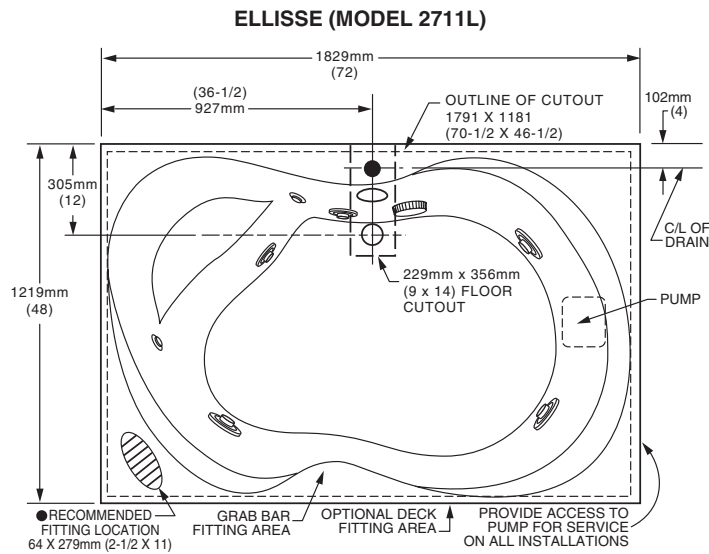 ELLISSE (MODEL 2711L)
1829mm
(72)
(36-1/2)
927mm
OUTLINE OF CUTOUT
1791 X 1181
(70-1/2 X 46-1/2)
102mm
(4)
305mm
(12)
C/L OF
DRAIN
229mm x 356mm
(9 x 14) FLOOR
CUTOUT
1219mm
(48)
PUMP
RECOMMENDED
FITTING LOCATION
64 X 279mm (2-1/2 X 11)
GRAB BAR
FITTING AREA
OPTIONAL DECK
FITTING AREA
PROVIDE ACCESS TO
PUMP FOR SERVICE
ON ALL INSTALLATIONS